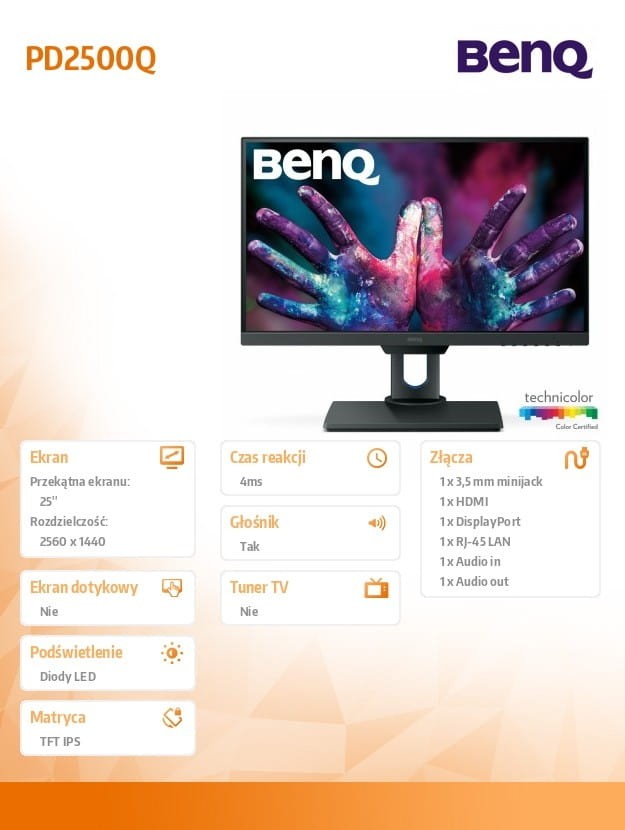 PD2500Q
BenQ
BenQ
BenQ
technicolor
Color Certified
Ekran
Przekątna ekranu:
25"
Rozdzielczość:
2560 x 1440
Ekran dotykowy
Nie
Podświetlenie
Diody LED
Matryca
TFT IPS
Czas reakcji
4ms
Głośnik
Tak
Tuner TV
Nie
Złącza
1 x 3,5 mm minijack
1 x HDMI
1 x DisplayPort
1 x RJ-45 LAN
1 x Audio in
1 x Audio out